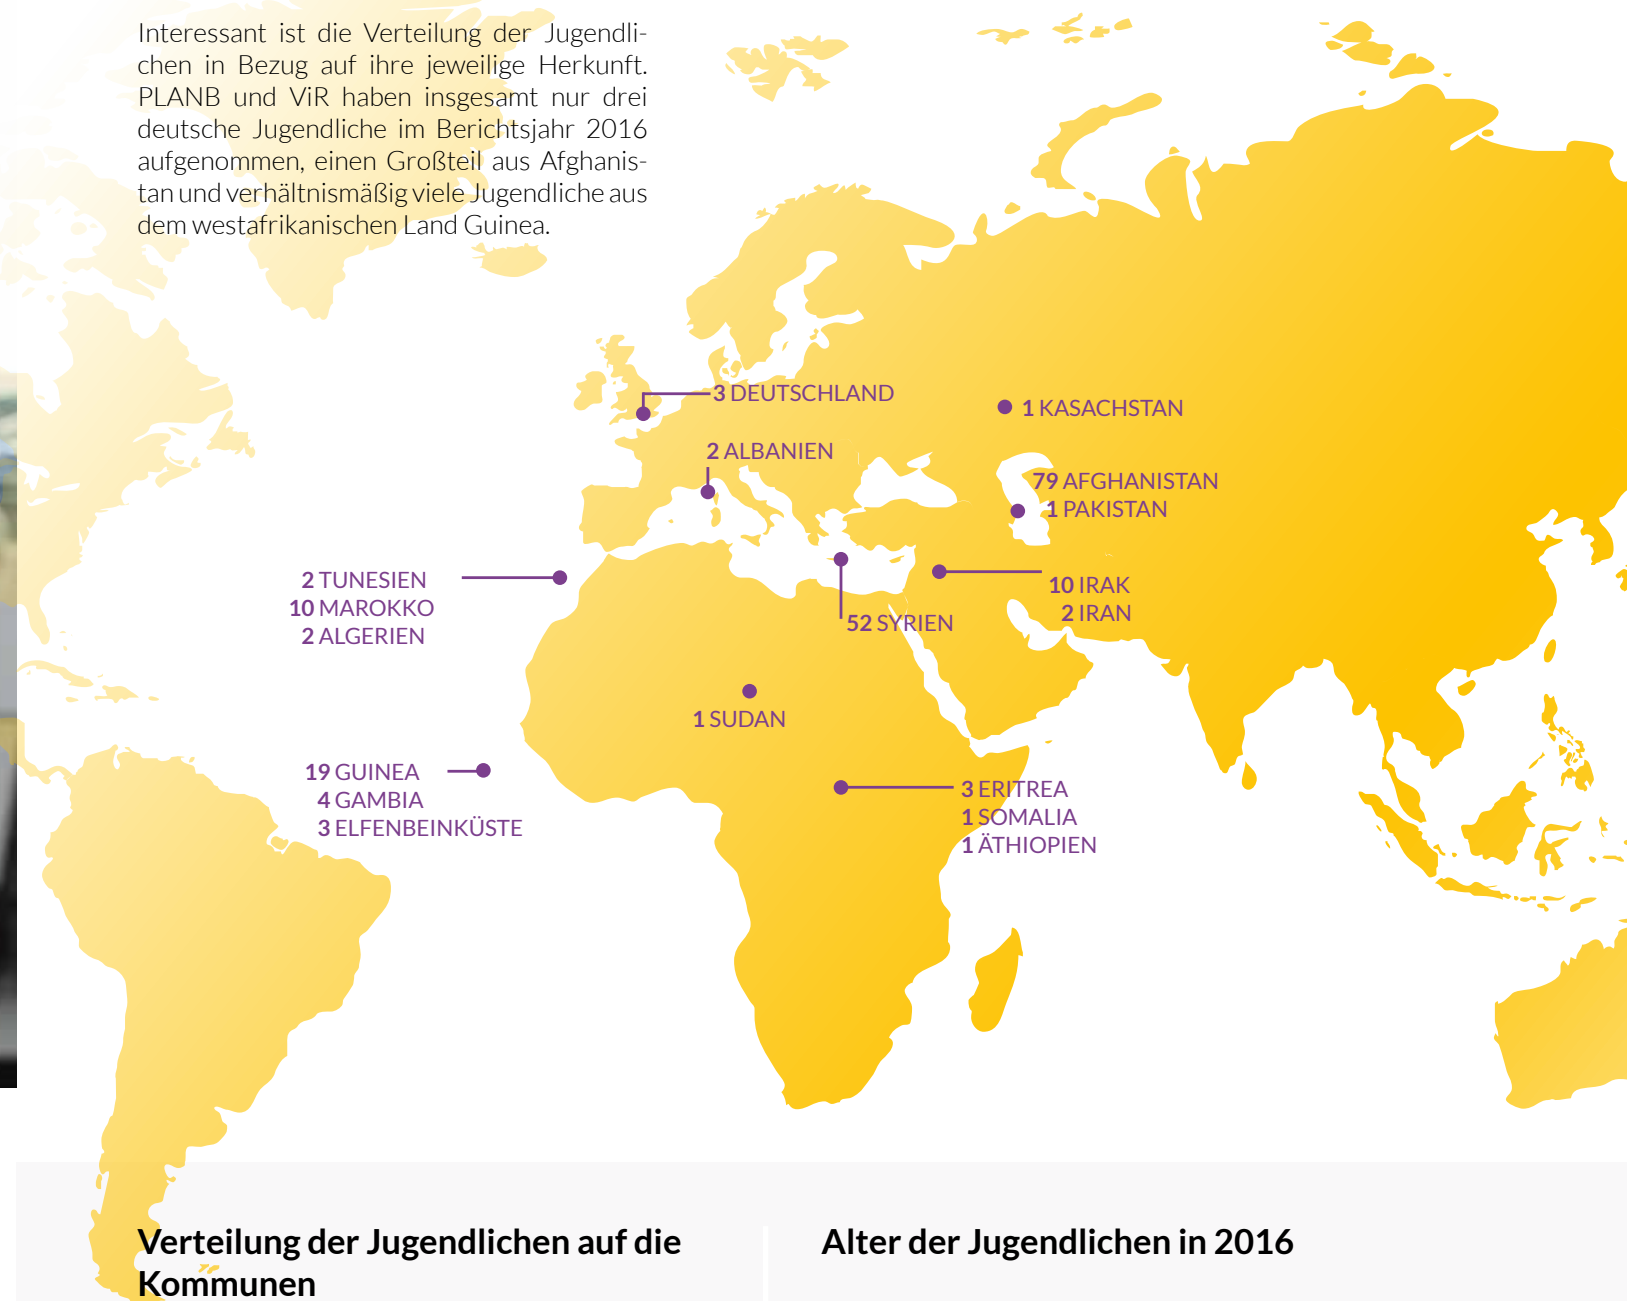 Interessant ist die Verteilung der Jugendli-
chen in Bezug auf ihre jeweilige Herkunft.
PLANB und ViR haben insgesamt nur drei
deutsche Jugendliche im Berichtsjahr 2016
aufgenommen, einen Großteil aus Afghanis-
tan und verhältnismäßig viele Jugendliche aus
dem westafrikanischen Land Guinea.
3 DEUTSCHLAND
1 KASACHSTAN
2 ALBANIEN
79 AFGHANISTAN
1 PAKISTAN
2 TUNESIEN
10 MAROKKO
2 ALGERIEN
10 IRAK
2 IRAN
52 SYRIEN
1 SUDAN
19 GUINEA
4 GAMBIA
3 ELFENBEINKÜSTE
3 ERITREA
1 SOMALIA
1 ÄTHIOPIEN
Verteilung der Jugendlichen auf die
Kommunen
Alter der Jugendlichen in 2016